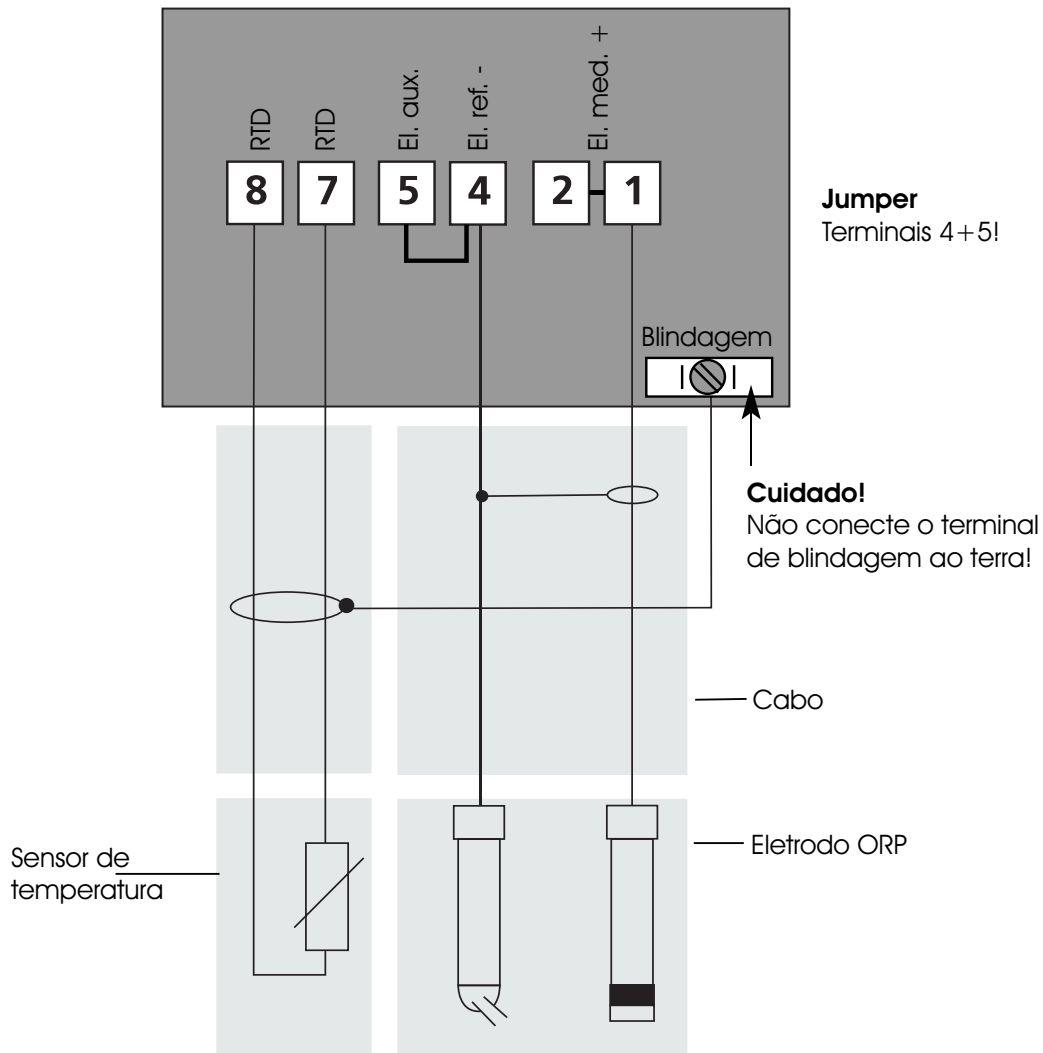 RTD
RTD
El. aux.
El. ref. -
El. med. +
8
7
5
4
2
1
Jumper
Terminais 4+5!
Blindagem
Cuidado!
Não conecte o terminal
de blindagem ao terra!
Cabo
Eletrodo ORP
Sensor de
temperatura